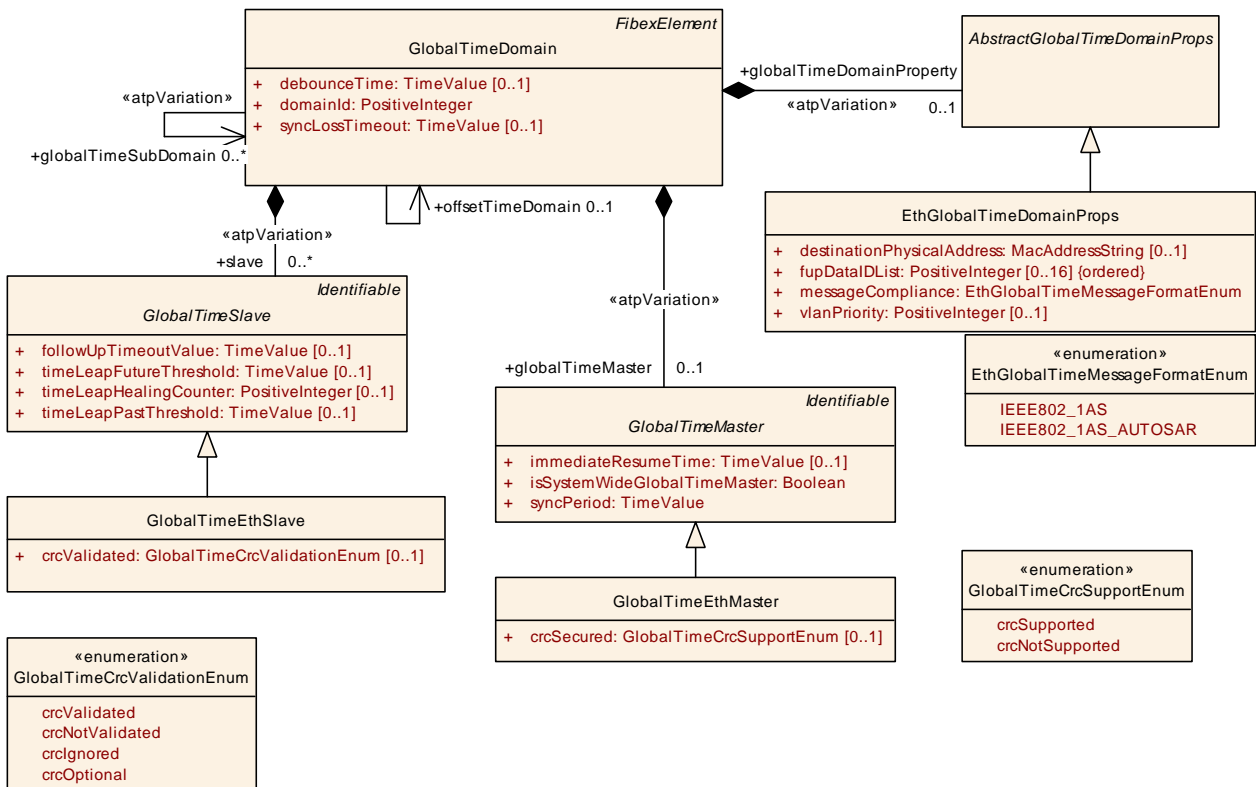 FibexElement
GlobalTimeDomain
+ debounceTime: TimeValue [0..1]
+ domainId: PositiveInteger
+ syncLossTimeout: TimeValue [0..1]
AbstractGlobalTimeDomainProps
+globalTimeDomainProperty
«atpVariation» 0..1
«atpVariation»
+globalTimeSubDomain 0..*
+offsetTimeDomain 0..1
«atpVariation»
+slave 0..*
EthGlobalTimeDomainProps
+ destinationPhysicalAddress: MacAddressString [0..1]
+ fupDataIDList: PositiveInteger [0..16] {ordered}
+ messageCompliance: EthGlobalTimeMessageFormatEnum
+ vlanPriority: PositiveInteger [0..1]
Identifiable
GlobalTimeSlave
+ followUpTimeoutValue: TimeValue [0..1]
+ timeLeapFutureThreshold: TimeValue [0..1]
+ timeLeapHealingCounter: PositiveInteger [0..1]
+ timeLeapPastThreshold: TimeValue [0..1]
«atpVariation»
+globalTimeMaster 0..1
«enumeration»
EthGlobalTimeMessageFormatEnum
IEEE802_1AS
IEEE802_1AS_AUTOSAR
Identifiable
GlobalTimeMaster
+ immediateResumeTime: TimeValue [0..1]
+ isSystemWideGlobalTimeMaster: Boolean
+ syncPeriod: TimeValue
GlobalTimeEthSlave
+ crcValidated: GlobalTimeCrcValidationEnum [0..1]
GlobalTimeEthMaster
+ crcSecured: GlobalTimeCrcSupportEnum [0..1]
«enumeration»
GlobalTimeCrcSupportEnum
crcSupported
crcNotSupported
«enumeration»
GlobalTimeCrcValidationEnum
crcValidated
crcNotValidated
crcIgnored
crcOptional